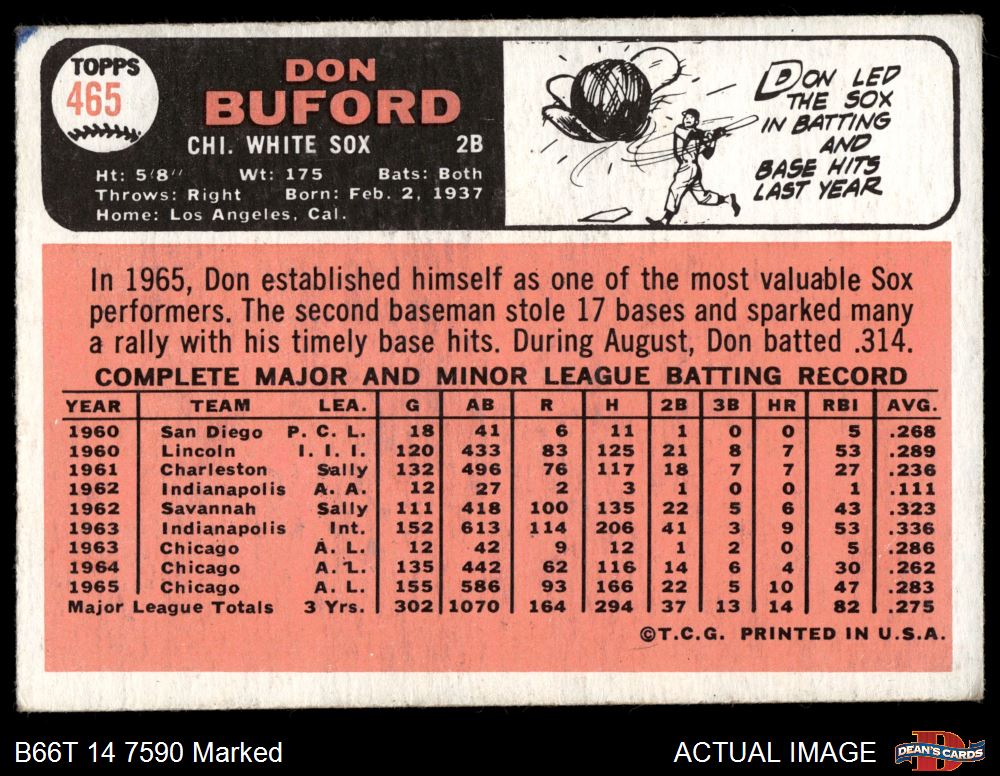 TOPPS
465
DON
BUFORD
CHI. WHITE SOX 2B
Ht: 5'8" Wt: 175 Bats: Both
Throws: Right Born: Feb. 2, 1937
Home: Los Angeles, Cal.
DON LED
THE SOX
IN BATTING
AND
BASE HITS
LAST YEAR
In 1965, Don established himself as one of the most valuable Sox
performers. The second baseman stole 17 bases and sparked many
a rally with his timely base hits. During August, Don batted .314.
COMPLETE MAJOR AND MINOR LEAGUE BATTING RECORD
YEAR TEAM LEA. G AB R H 2B 3B HR RBI AVG.
1960 San Diego P. C. L. 18 41 6 11 1 0 0 5 .268
1960 Lincoln I. I. I. 120 433 83 125 21 8 7 53 .289
1961 Charleston Sally 132 496 76 117 18 7 7 27 .236
1962 Indianapolis A. A. 12 27 2 3 1 0 0 1 .111
1962 Savannah Sally 111 418 100 135 22 5 6 43 .323
1963 Indianapolis Int. 152 613 114 206 41 3 9 53 .336
1963 Chicago A. L. 12 42 9 12 1 2 0 5 .286
1964 Chicago A. L. 135 442 62 116 14 6 4 30 .262
1965 Chicago A. L. 155 586 93 166 22 5 10 47 .283
Major League Totals 3 Yrs. 302 1070 164 294 37 13 14 82 .275
©T.C.G. PRINTED IN U.S.A.
B66T 14 7590 Marked ACTUAL IMAGE DEAN'S CARDS